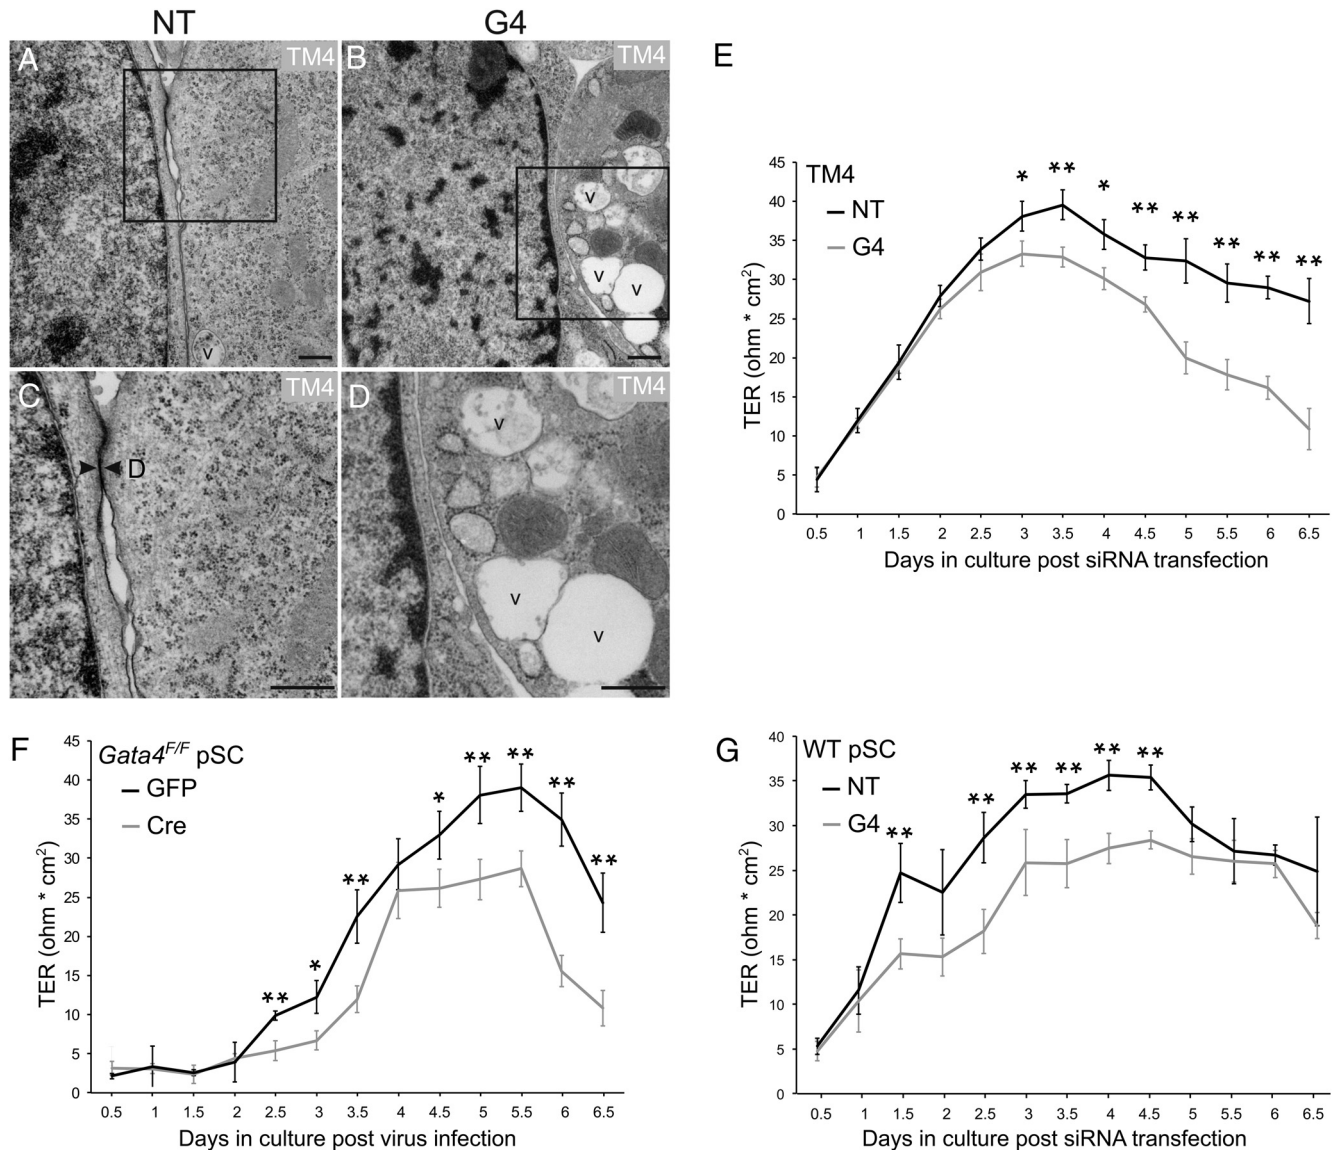 NT
G4
A
TM4
B
TM4
v
v
v
v
C
TM4
D
TM4
D
v
v
v
E
TM4
NT
G4
* ** * ** ** ** ** **
45
40
35
30
25
20
15
10
5
0
TER (ohm * cm2)
0.5 1 1.5 2 2.5 3 3.5 4 4.5 5 5.5 6 6.5
Days in culture post siRNA transfection
F
Gata4F/F pSC
GFP
Cre
** * ** * ** ** ** **
45
40
35
30
25
20
15
10
5
0
TER (ohm * cm2)
0.5 1 1.5 2 2.5 3 3.5 4 4.5 5 5.5 6 6.5
Days in culture post virus infection
G
WT pSC
NT
G4
** ** ** ** ** **
40
35
30
25
20
15
10
5
0
TER (ohm * cm2)
0.5 1 1.5 2 2.5 3 3.5 4 4.5 5 5.5 6 6.5
Days in culture post siRNA transfection